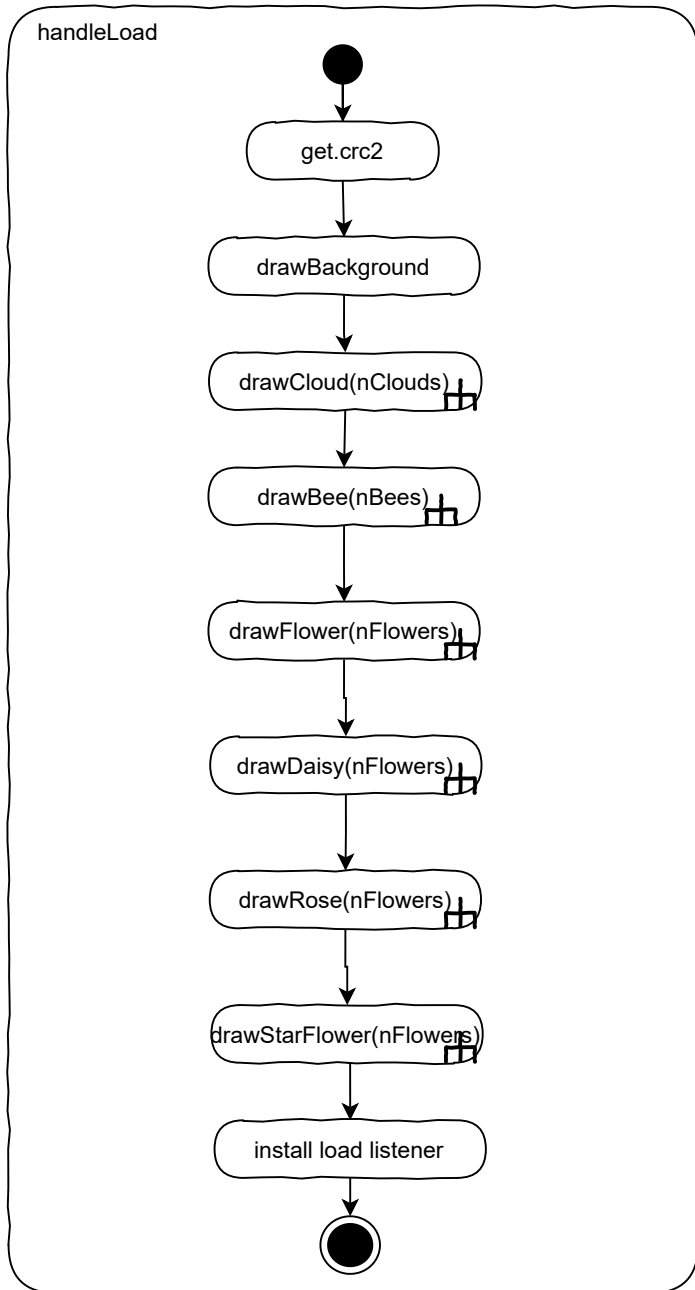 handleLoad
get.crc2
drawBackground
drawCloud(nClouds)
drawBee(nBees)
drawFlower(nFlowers)
drawDaisy(nFlowers)
drawRose(nFlowers)
drawStarFlower(nFlowers)
install load listener